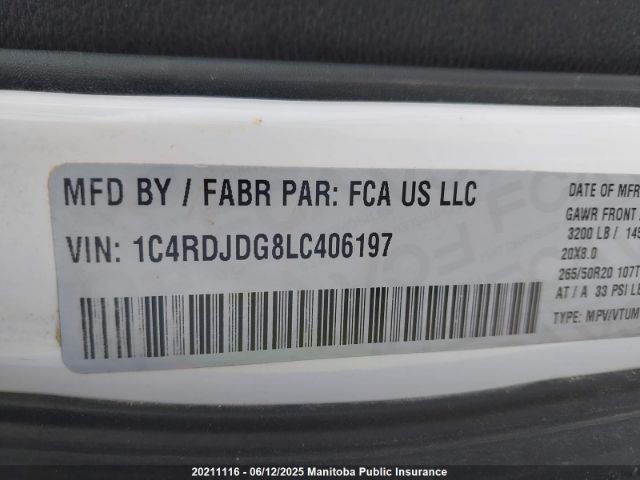 MFD BY / FABR PAR: FCA US LLC
VIN: 1C4RDJDG8LC406197
DATE OF MFR
GAWR FRONT
3200 LB / 145
20X8.0
265/50R20 107T
AT / A 33 PSI
TYPE: MPV/VTUM
20211116 - 06/12/2025 Manitoba Public Insurance